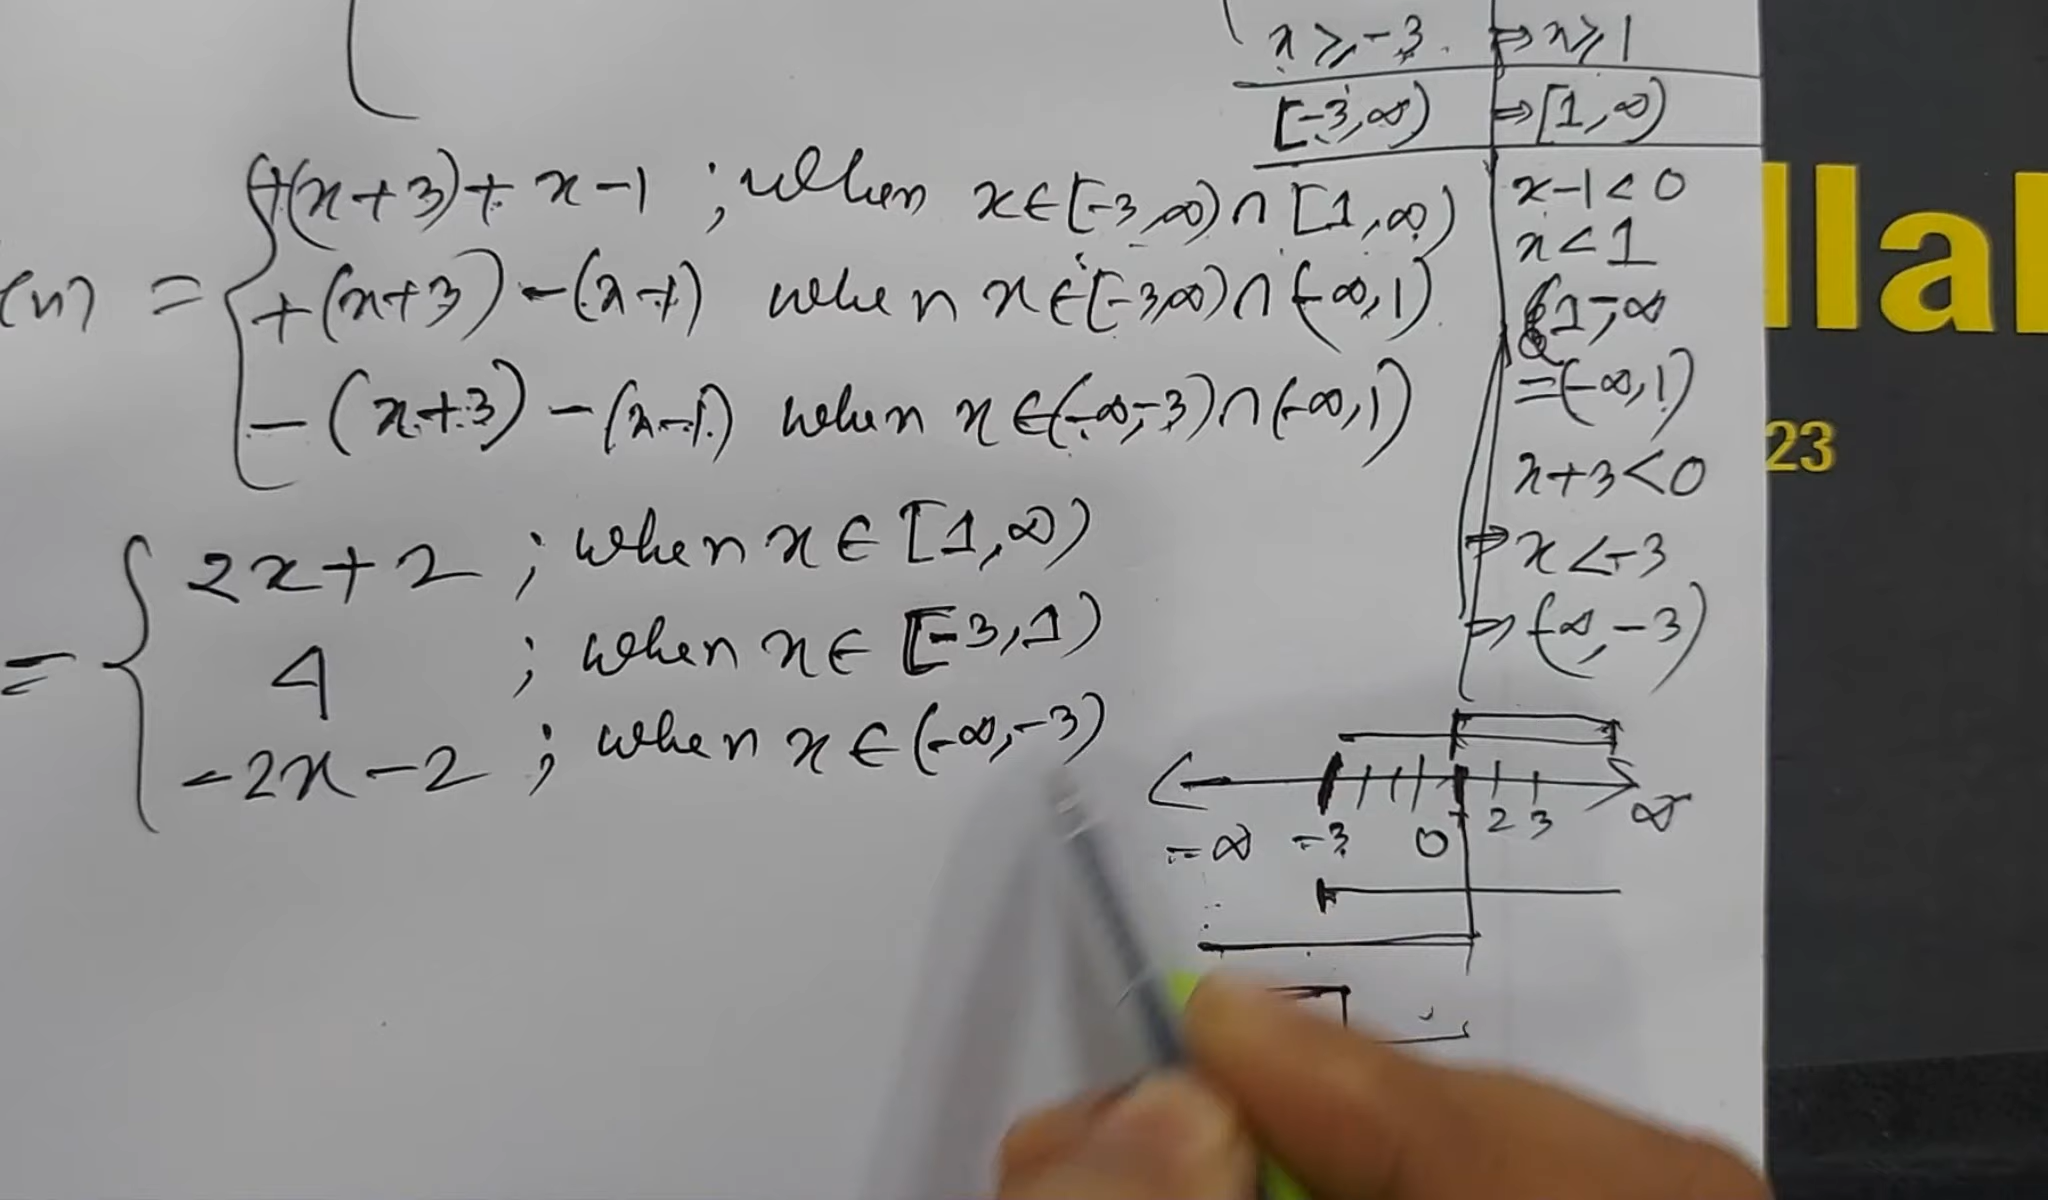 x ≥ -3 ⇒ x ≥ 1
[-3, ∞) ⇒ [1, ∞)
+(x+3) + x-1 ; when x ∈ [-3, ∞) ∩ [1, ∞)
(x) = +(x+3) - (x-1) when x ∈ [-3, ∞) ∩ (-∞, 1)
-(x+3) - (x-1) when x ∈ (-∞, -3) ∩ (-∞, 1)
= { 2x+2 ; when x ∈ [1, ∞)
4 ; when x ∈ [-3, 1)
-2x-2 ; when x ∈ (-∞, -3)
x-1 < 0
x < 1
1, -∞
= (-∞, 1)
x+3 < 0
⇒ x < -3
⇒ (-∞, -3)
-∞ -3 0 2 3 ∞
llal
23